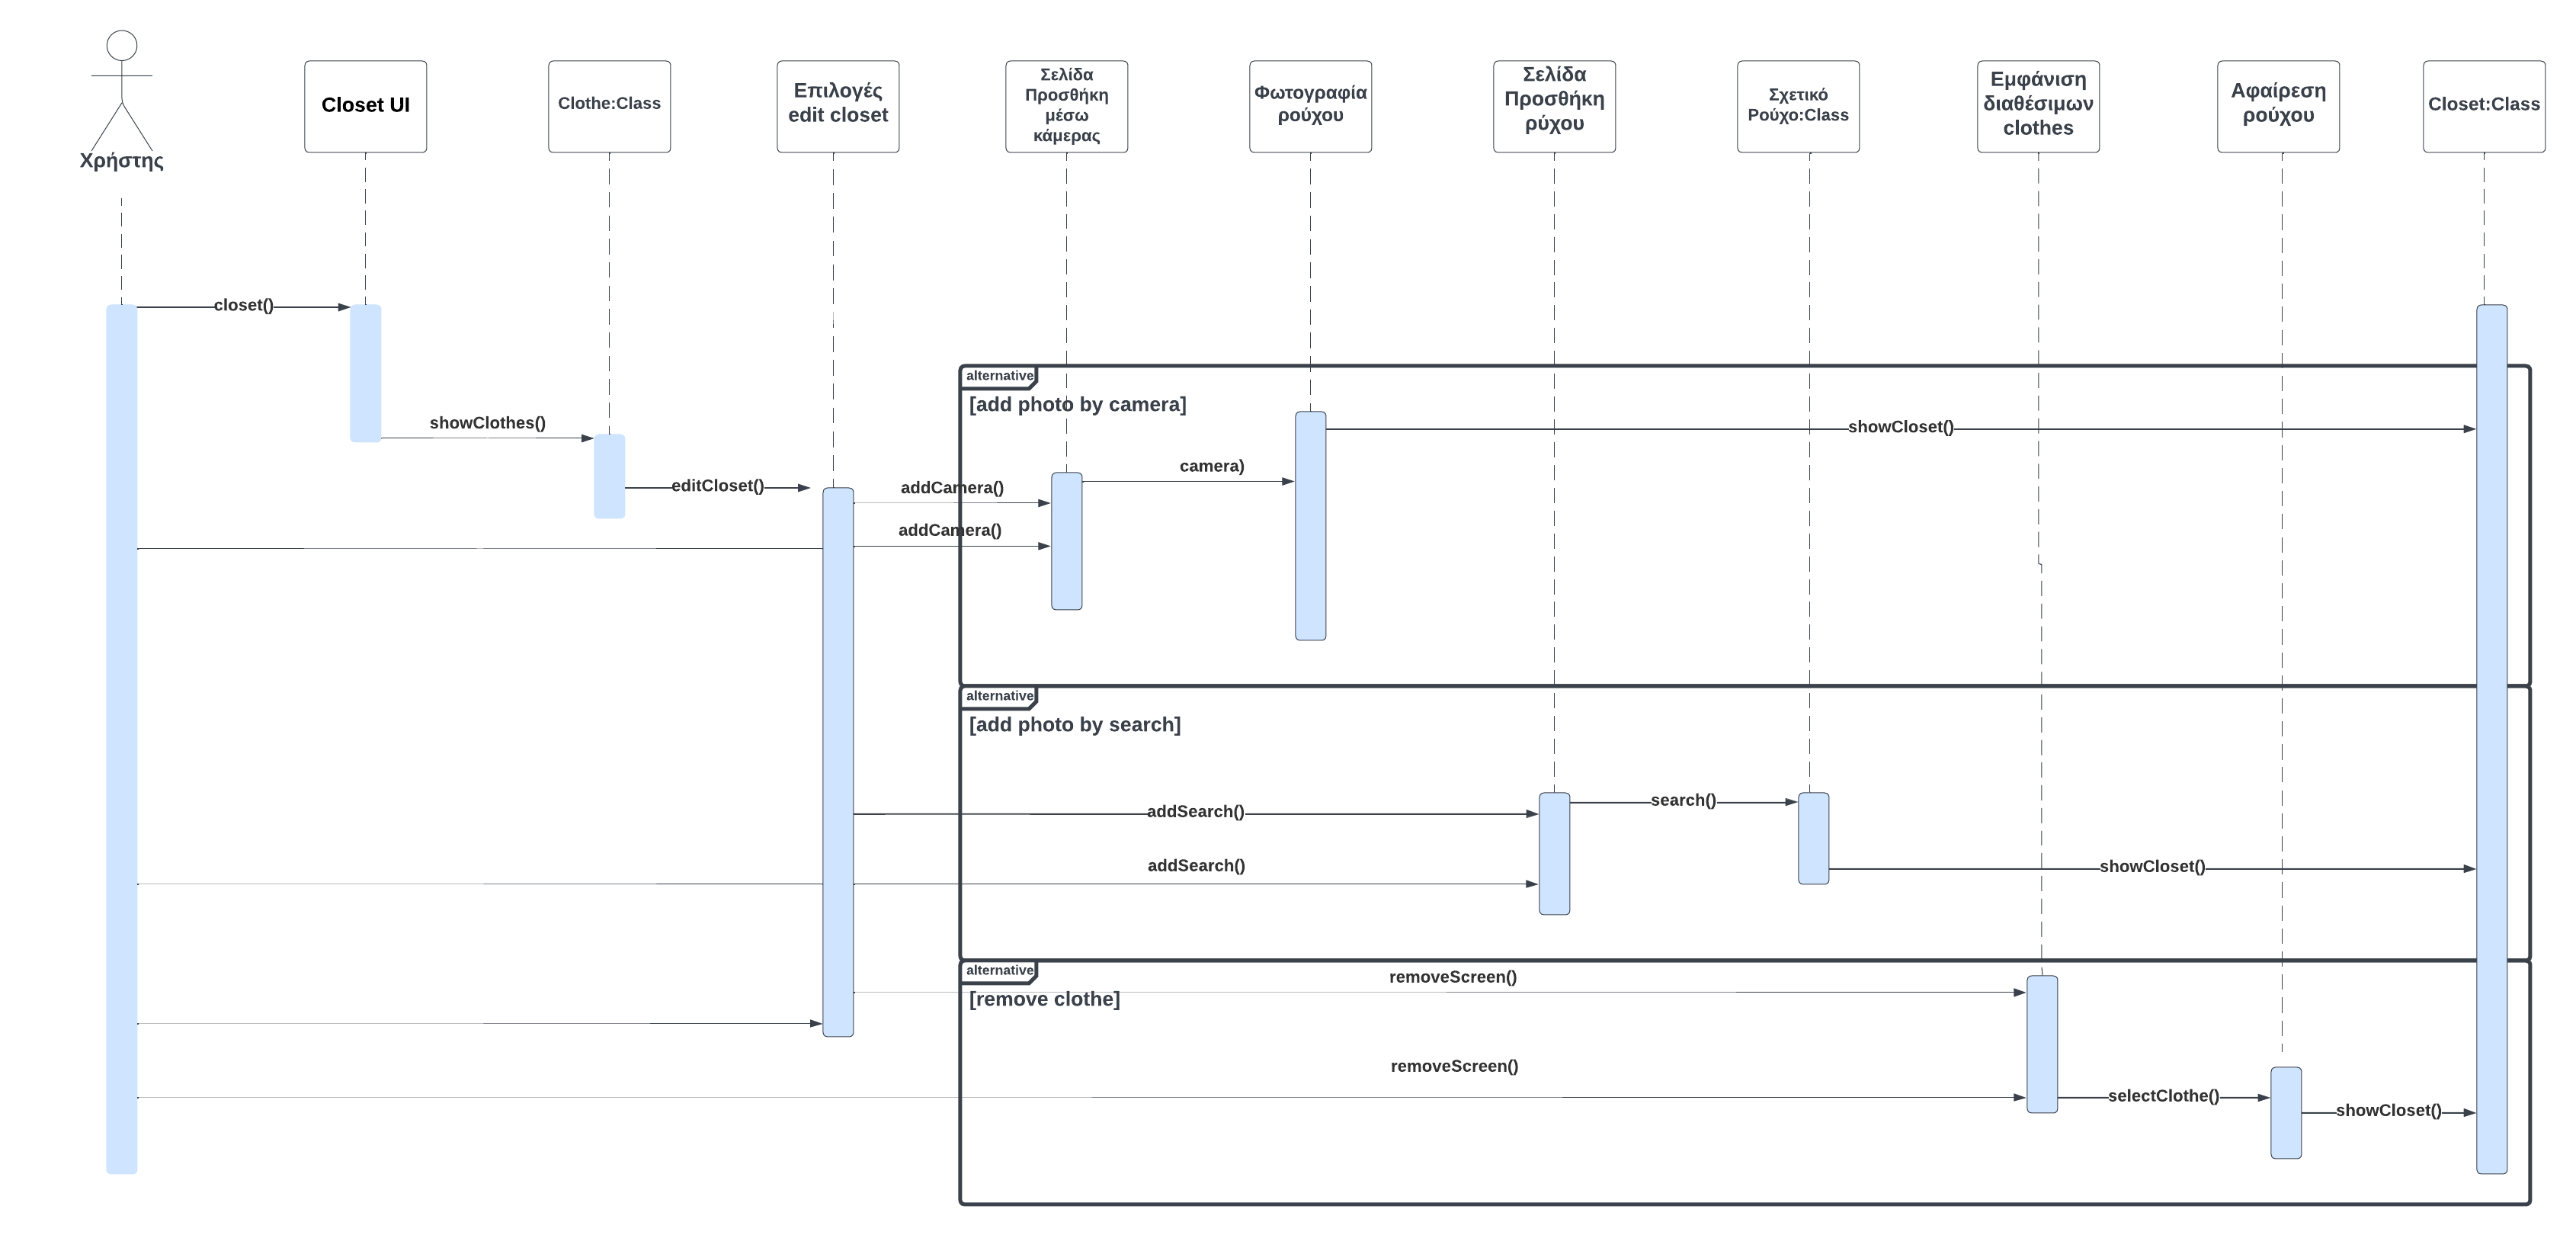 Χρήστης
Closet UI
Clothe:Class
Επιλογές
edit closet
Σελίδα
Προσθήκη
μέσω
κάμερας
Φωτογραφία
ρούχου
Σελίδα
Προσθήκη
ρύχου
Σχετικό
Ρούχο:Class
Εμφάνιση
διαθέσιμων
clothes
Αφαίρεση
ρούχου
Closet:Class
closet()
alternative
[add photo by camera]
showClothes()
showCloset()
camera)
editCloset()
addCamera()
addCamera()
alternative
[add photo by search]
search()
addSearch()
addSearch()
showCloset()
alternative
removeScreen()
[remove clothe]
removeScreen()
selectClothe()
showCloset()